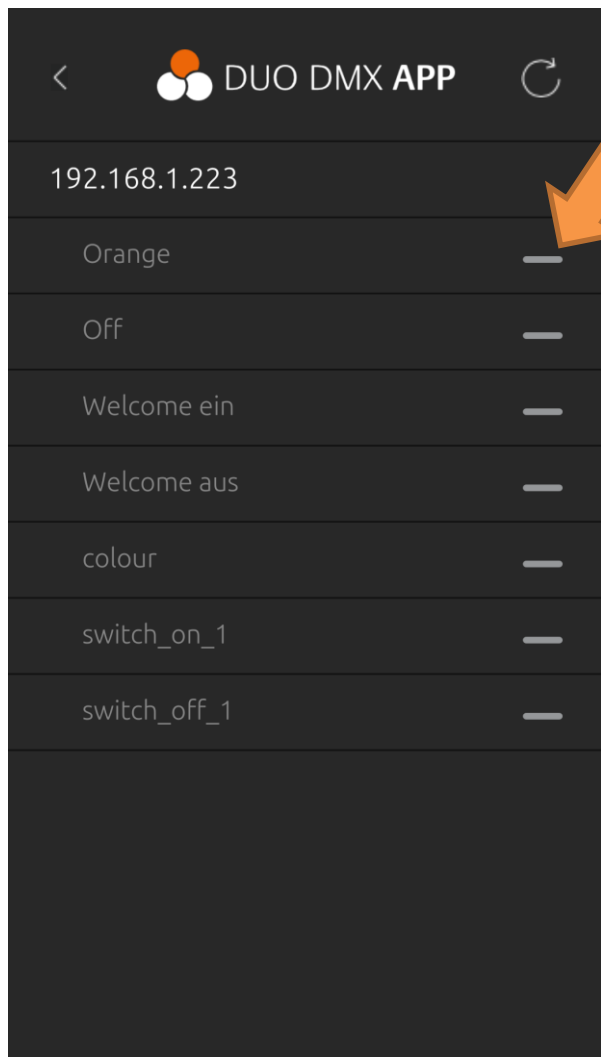 DUO DMX APP
192.168.1.223
Orange
Off
Welcome ein
Welcome aus
colour
switch_on_1
switch_off_1